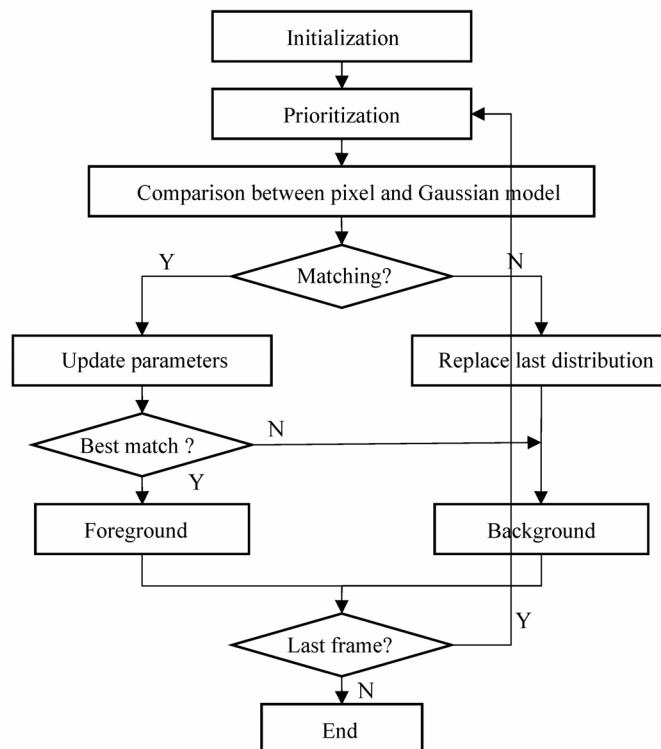 Initialization
Prioritization
Comparison between pixel and Gaussian model
Y
Matching?
N
Update parameters
Replace last distribution
Best match ?
N
Y
Foreground
Background
Last frame?
Y
N
End